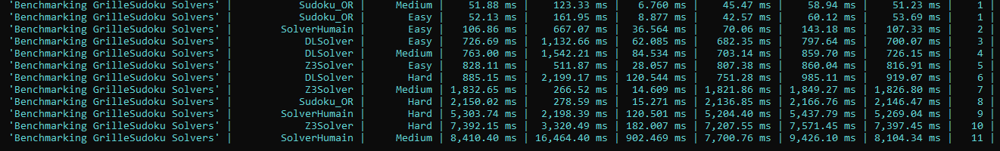 'Benchmarking GrilleSudoku Solvers' | Sudoku_OR | Medium | 51.88 ms | 123.33 ms | 6.760 ms | 45.47 ms | 58.94 ms | 51.23 ms | 1 |
'Benchmarking GrilleSudoku Solvers' | Sudoku_OR | Easy | 52.13 ms | 161.95 ms | 8.877 ms | 42.57 ms | 60.12 ms | 53.69 ms | 1 |
'Benchmarking GrilleSudoku Solvers' | SolverHumain | Easy | 106.86 ms | 667.07 ms | 36.564 ms | 70.06 ms | 143.18 ms | 107.33 ms | 2 |
'Benchmarking GrilleSudoku Solvers' | DLSolver | Easy | 726.69 ms | 1,132.66 ms | 62.085 ms | 682.35 ms | 797.64 ms | 700.07 ms | 3 |
'Benchmarking GrilleSudoku Solvers' | DLSolver | Medium | 763.00 ms | 1,542.21 ms | 84.534 ms | 703.14 ms | 859.70 ms | 726.15 ms | 4 |
'Benchmarking GrilleSudoku Solvers' | Z3Solver | Easy | 828.11 ms | 511.87 ms | 28.057 ms | 807.38 ms | 860.04 ms | 816.91 ms | 5 |
'Benchmarking GrilleSudoku Solvers' | DLSolver | Hard | 885.15 ms | 2,199.17 ms | 120.544 ms | 751.28 ms | 985.11 ms | 919.07 ms | 6 |
'Benchmarking GrilleSudoku Solvers' | Z3Solver | Medium | 1,832.65 ms | 266.52 ms | 14.609 ms | 1,821.86 ms | 1,849.27 ms | 1,826.80 ms | 7 |
'Benchmarking GrilleSudoku Solvers' | Sudoku_OR | Hard | 2,150.02 ms | 278.59 ms | 15.271 ms | 2,136.85 ms | 2,166.76 ms | 2,146.47 ms | 8 |
'Benchmarking GrilleSudoku Solvers' | SolverHumain | Hard | 5,303.74 ms | 2,198.39 ms | 120.501 ms | 5,204.40 ms | 5,437.79 ms | 5,269.04 ms | 9 |
'Benchmarking GrilleSudoku Solvers' | Z3Solver | Hard | 7,392.15 ms | 3,320.49 ms | 182.007 ms | 7,207.55 ms | 7,571.45 ms | 7,397.45 ms | 10 |
'Benchmarking GrilleSudoku Solvers' | SolverHumain | Medium | 8,410.40 ms | 16,464.40 ms | 902.469 ms | 7,700.76 ms | 9,426.10 ms | 8,104.34 ms | 11 |